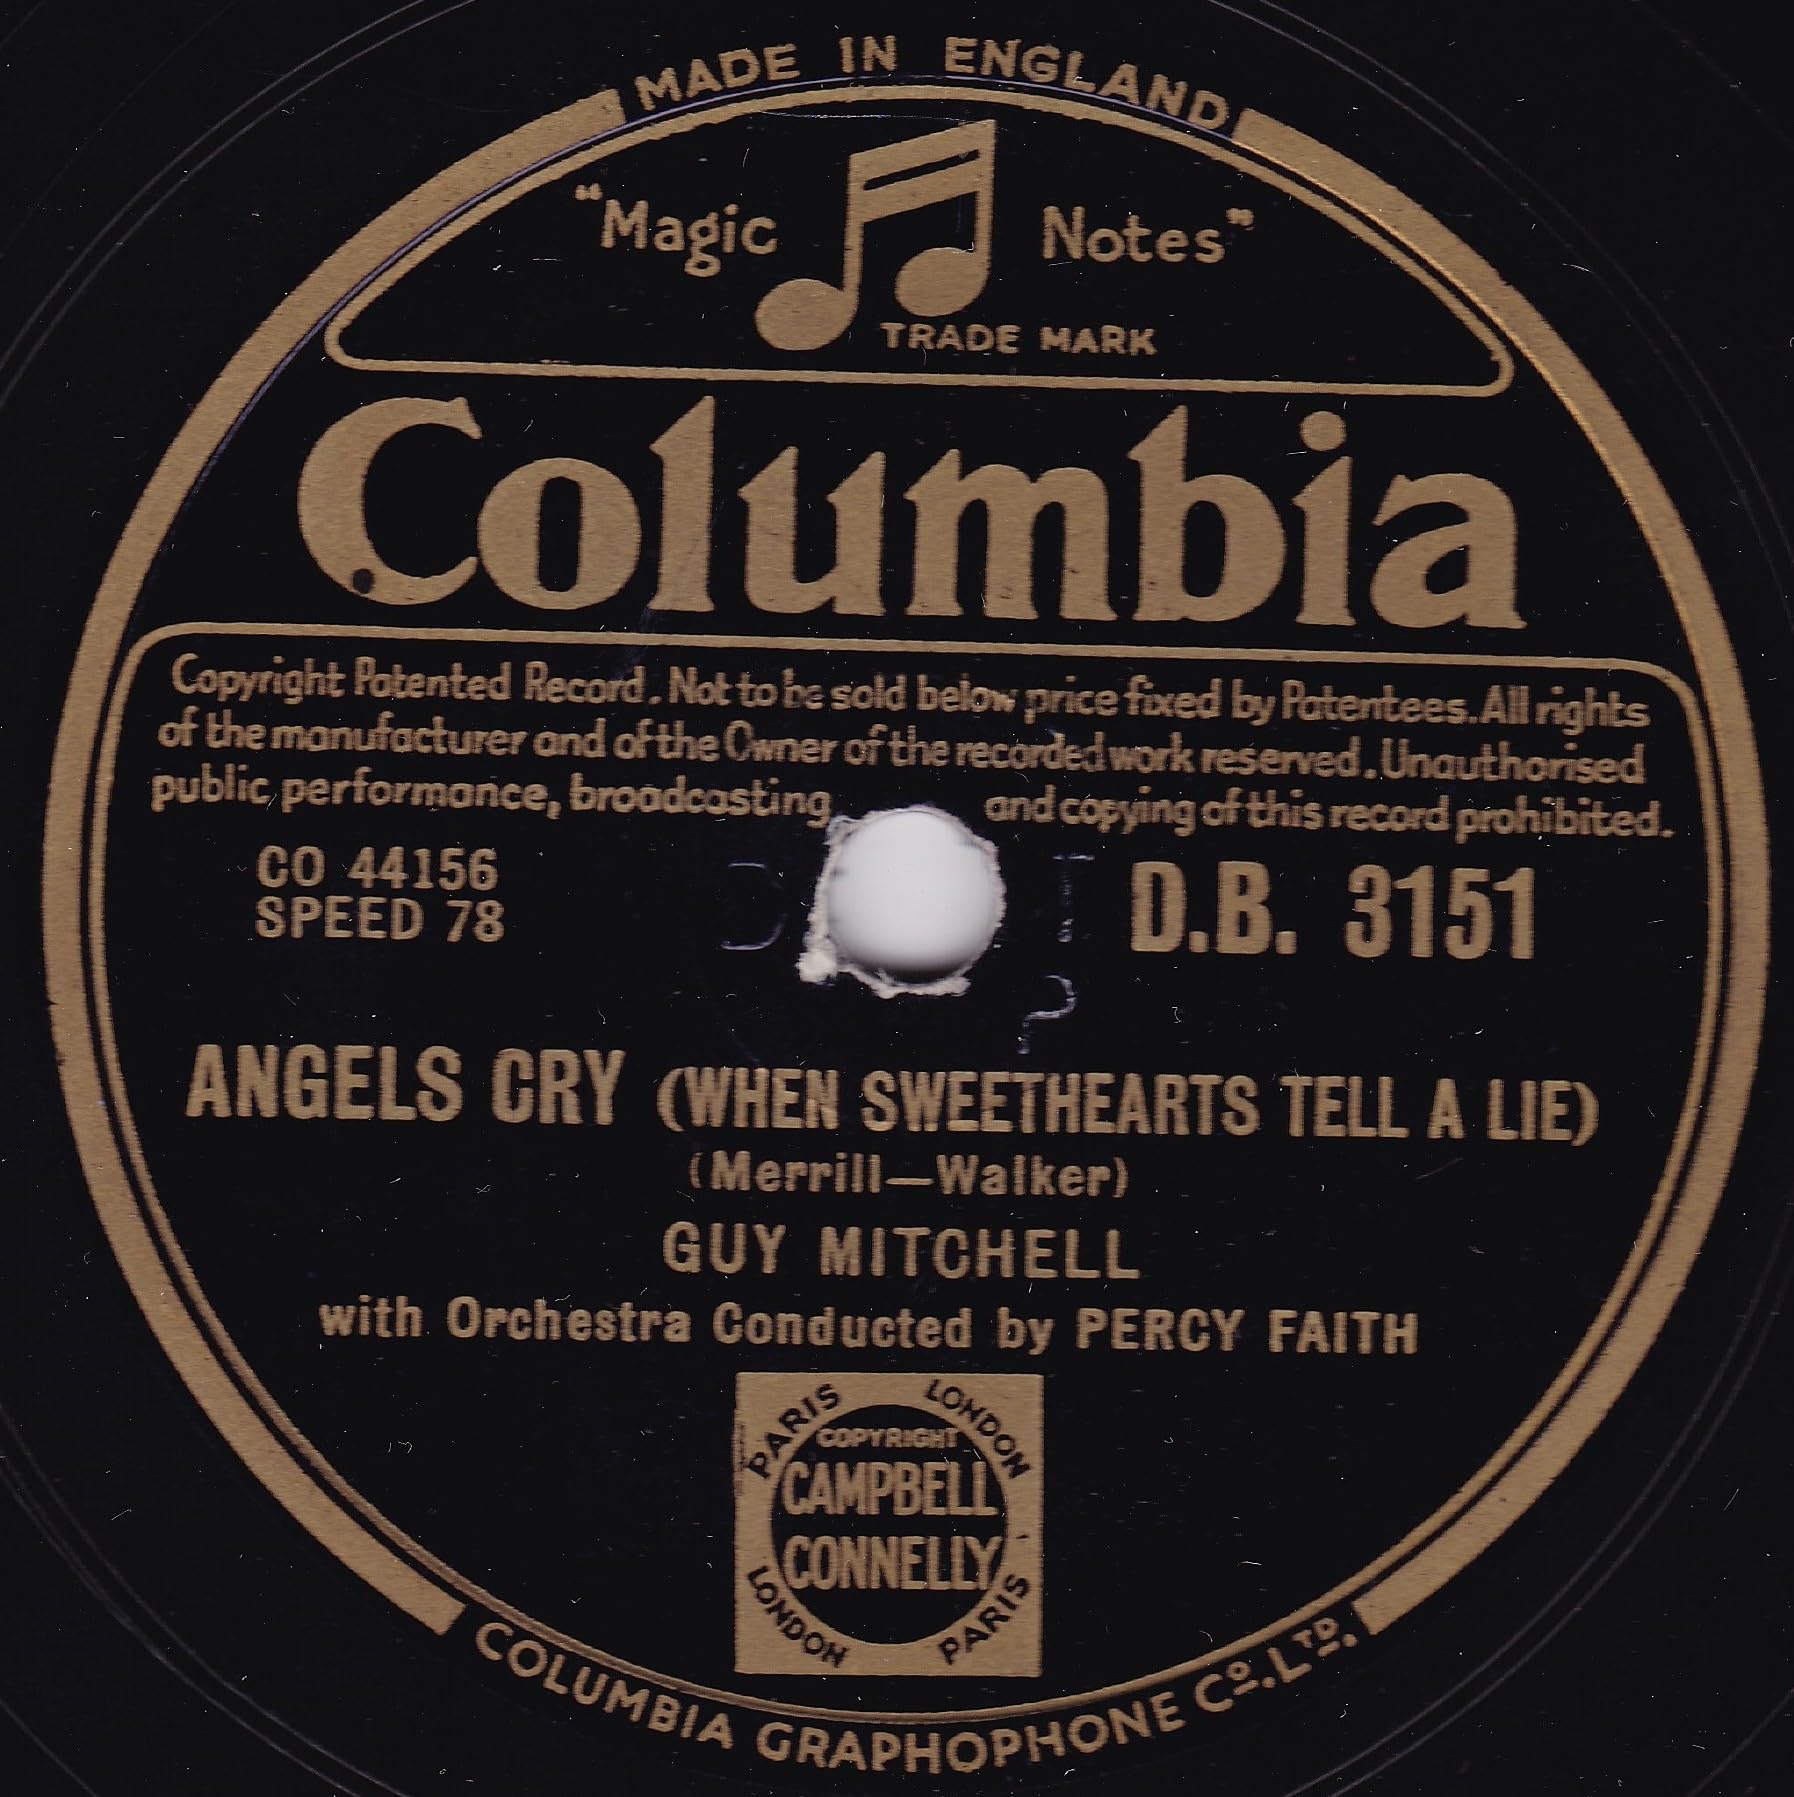 MADE IN ENGLAND
"Magic Notes"
TRADE MARK
Columbia
Copyright Patented Record. Not to be sold below price fixed by Patentees. All rights
of the manufacturer and of the Owner of the recorded work reserved. Unauthorised
public performance, broadcasting and copying of this record prohibited.
CO 44156
SPEED 78
D.B. 3151
ANGELS CRY (WHEN SWEETHEARTS TELL A LIE)
(Merrill—Walker)
GUY MITCHELL
with Orchestra Conducted by PERCY FAITH
PARIS LONDON
COPYRIGHT
CAMPBELL
CONNELLY
LONDON PARIS
COLUMBIA GRAPHOPHONE Co. LTD.